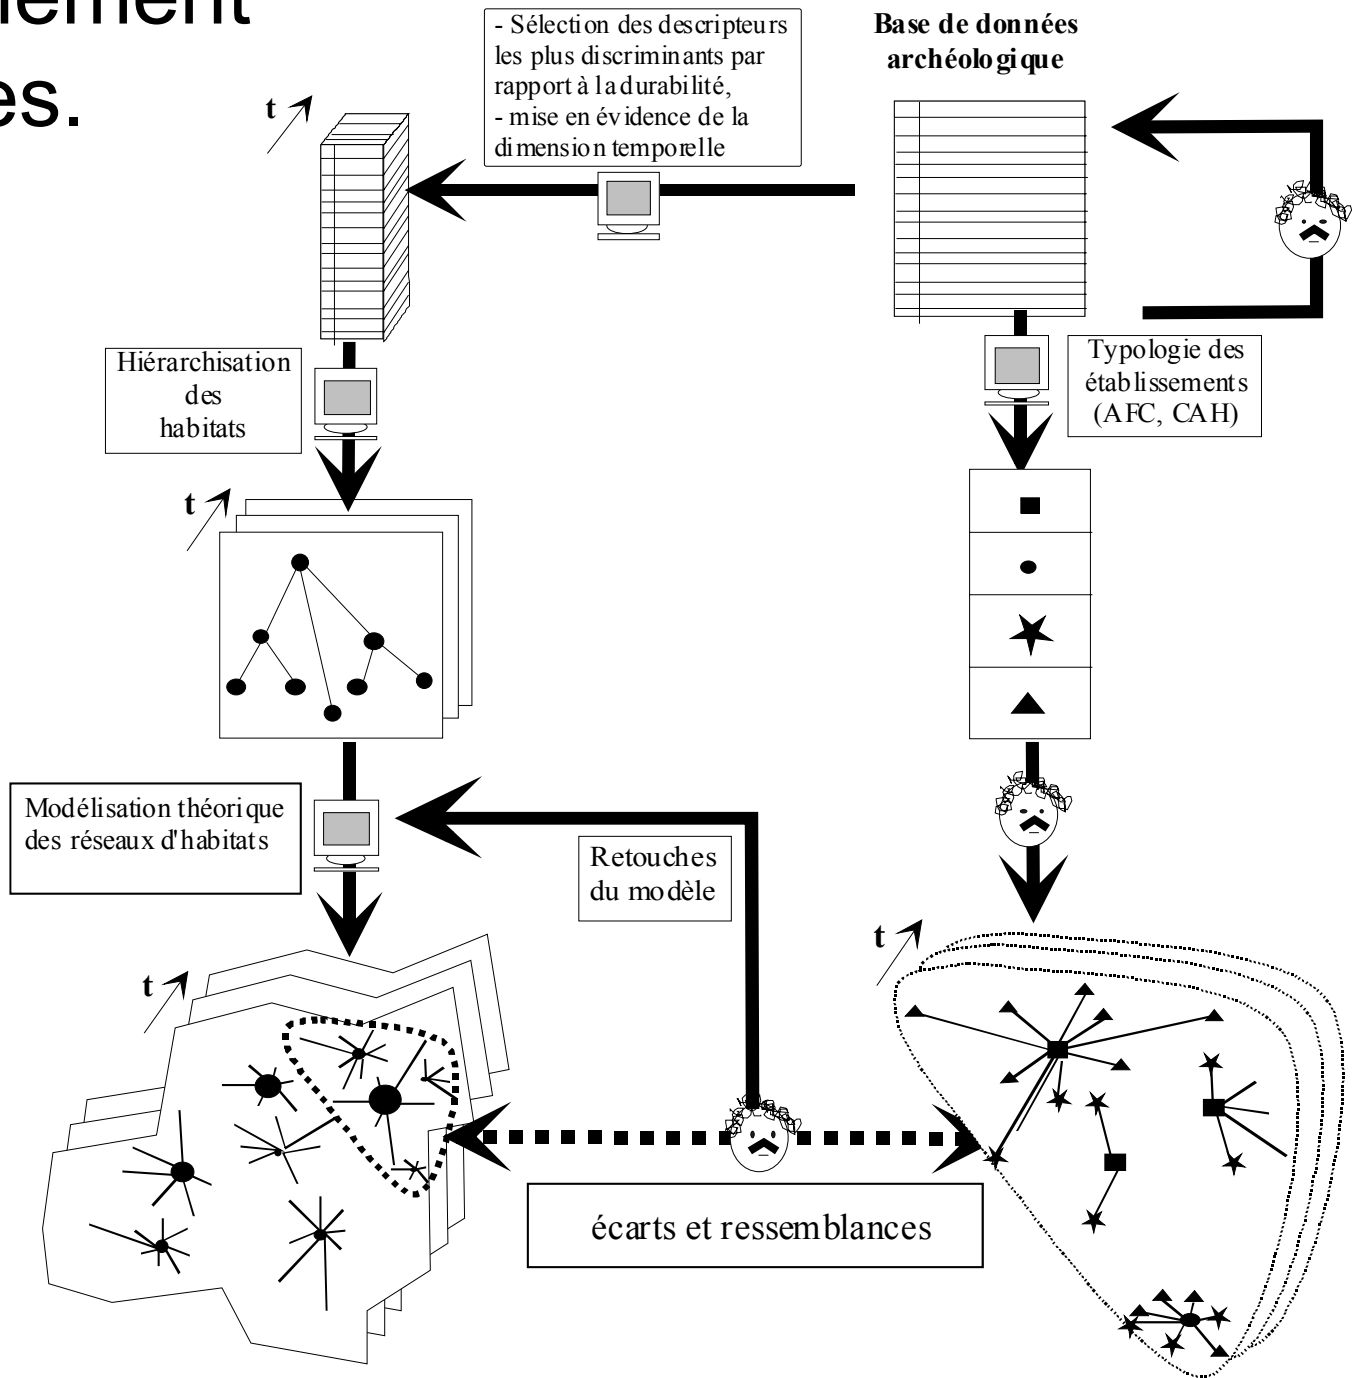 es.
- Sélection des descripteurs
les plus discriminants par
rapport à la durabilité,
- mise en évidence de la
dimension temporelle
Base de données
archéologique
t
Hiérarchisation
des
habitats
Typologie des
établissements
(AFC, CAH)
t
Modélisation théorique
des réseaux d'habitats
Retouches
du modèle
t
t
écarts et ressemblances